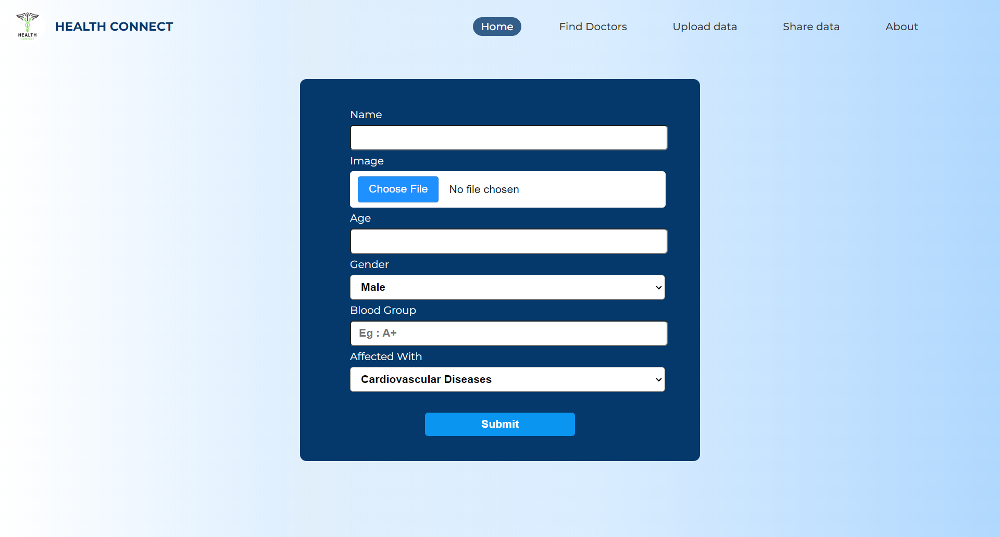 HEALTH
CONNECT
HEALTH CONNECT
Home
Find Doctors
Upload data
Share data
About
Name
Image
Choose File
No file chosen
Age
Gender
Male
Blood Group
Eg : A+
Affected With
Cardiovascular Diseases
Submit